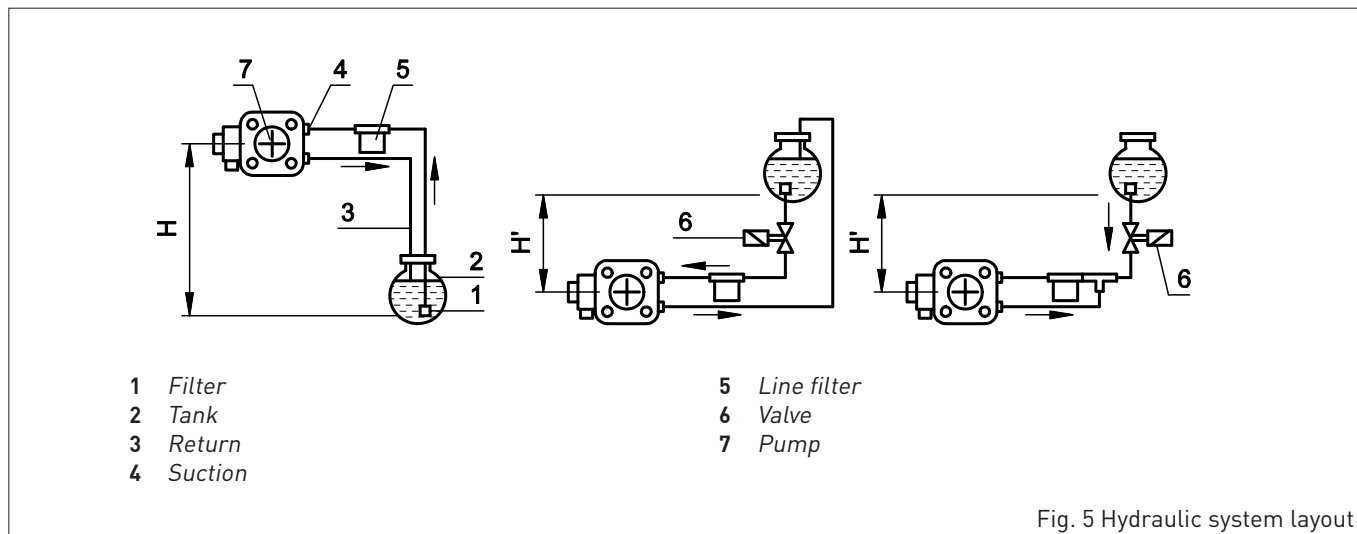 7 4 5
H
3
2
1
6
H'
H'
6
1 Filter
2 Tank
3 Return
4 Suction
5 Line filter
6 Valve
7 Pump
Fig. 5 Hydraulic system layout